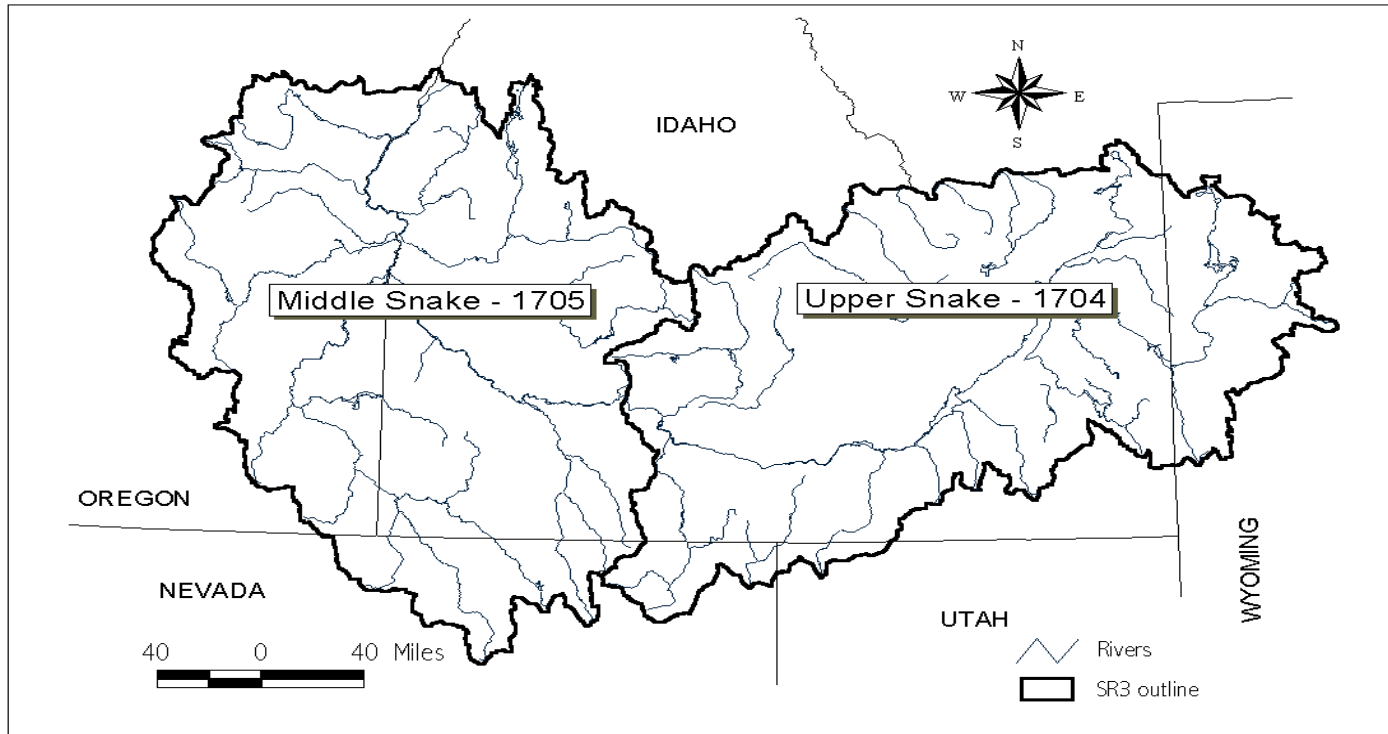 N
W E
S
IDAHO
Middle Snake - 1705
Upper Snake - 1704
OREGON
NEVADA
UTAH
WYOMING
40 0 40 Miles
Rivers
SR3 outline